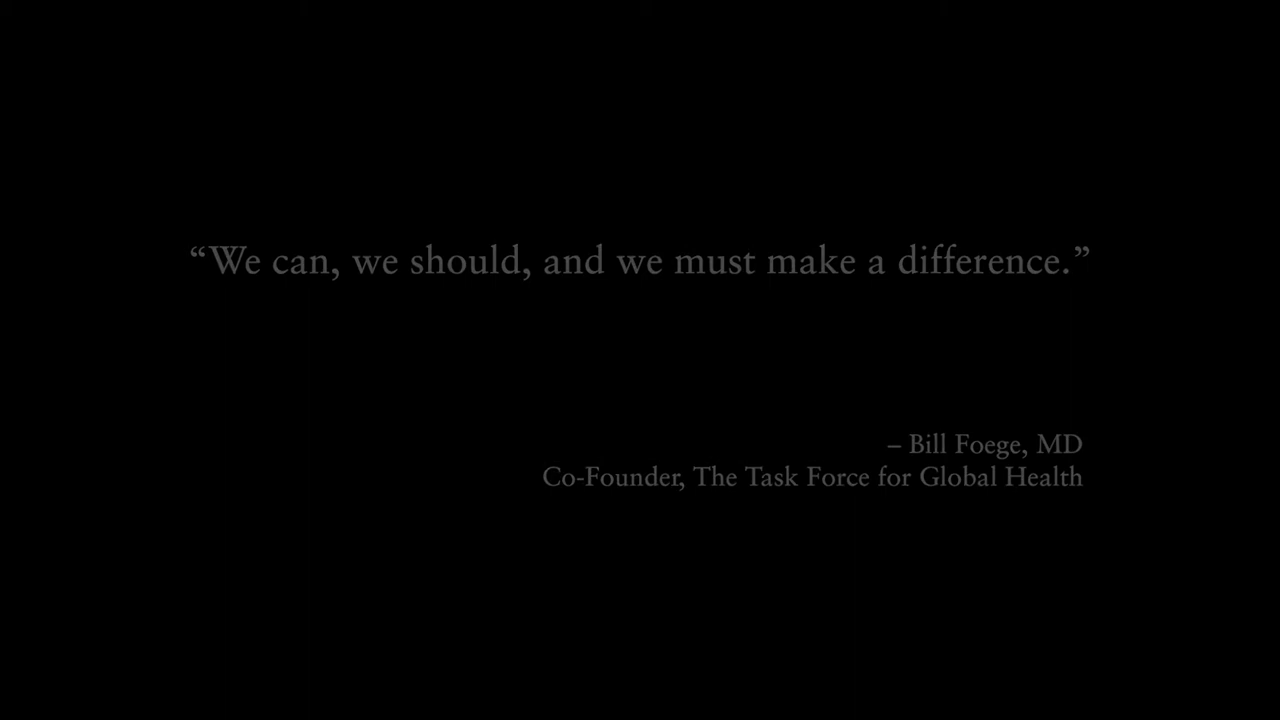 “We can, we should, and we must make a difference.”
– Bill Foege, MD
Co-Founder, The Task Force for Global Health